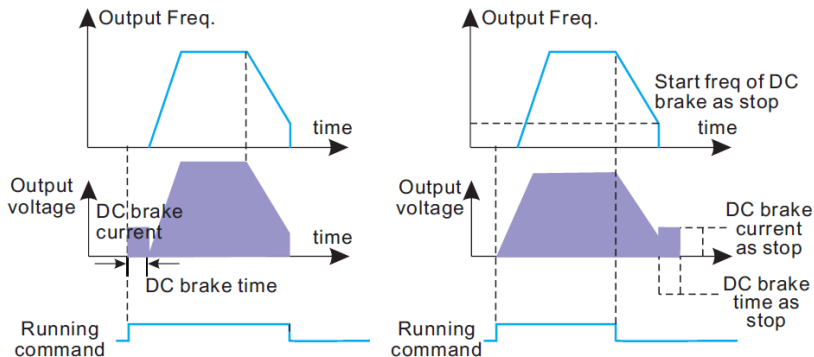 Output Freq.
time
Output
voltage
DC brake
current
time
DC brake time
Running
command
Output Freq.
Start freq of DC
brake as stop
time
Output
voltage
DC brake
current
as stop
time
DC brake
time as
stop
Running
command